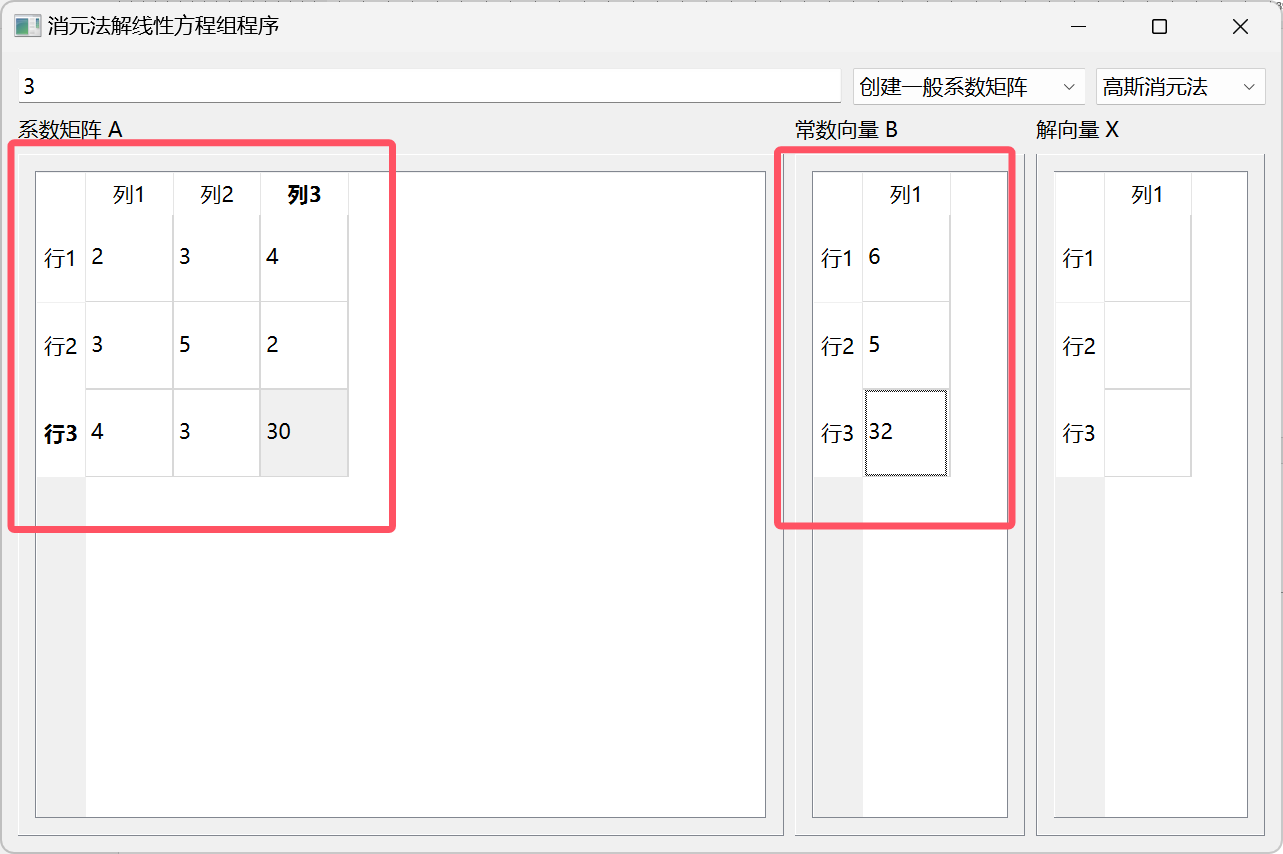 消元法解线性方程组程序
3 创建一般系数矩阵 高斯消元法
系数矩阵 A 常数向量 B 解向量 X
列1 列2 列3 列1 列1
行1 2 3 4 行1 6 行1
行2 3 5 2 行2 5 行2
行3 4 3 30 行3 32 行3